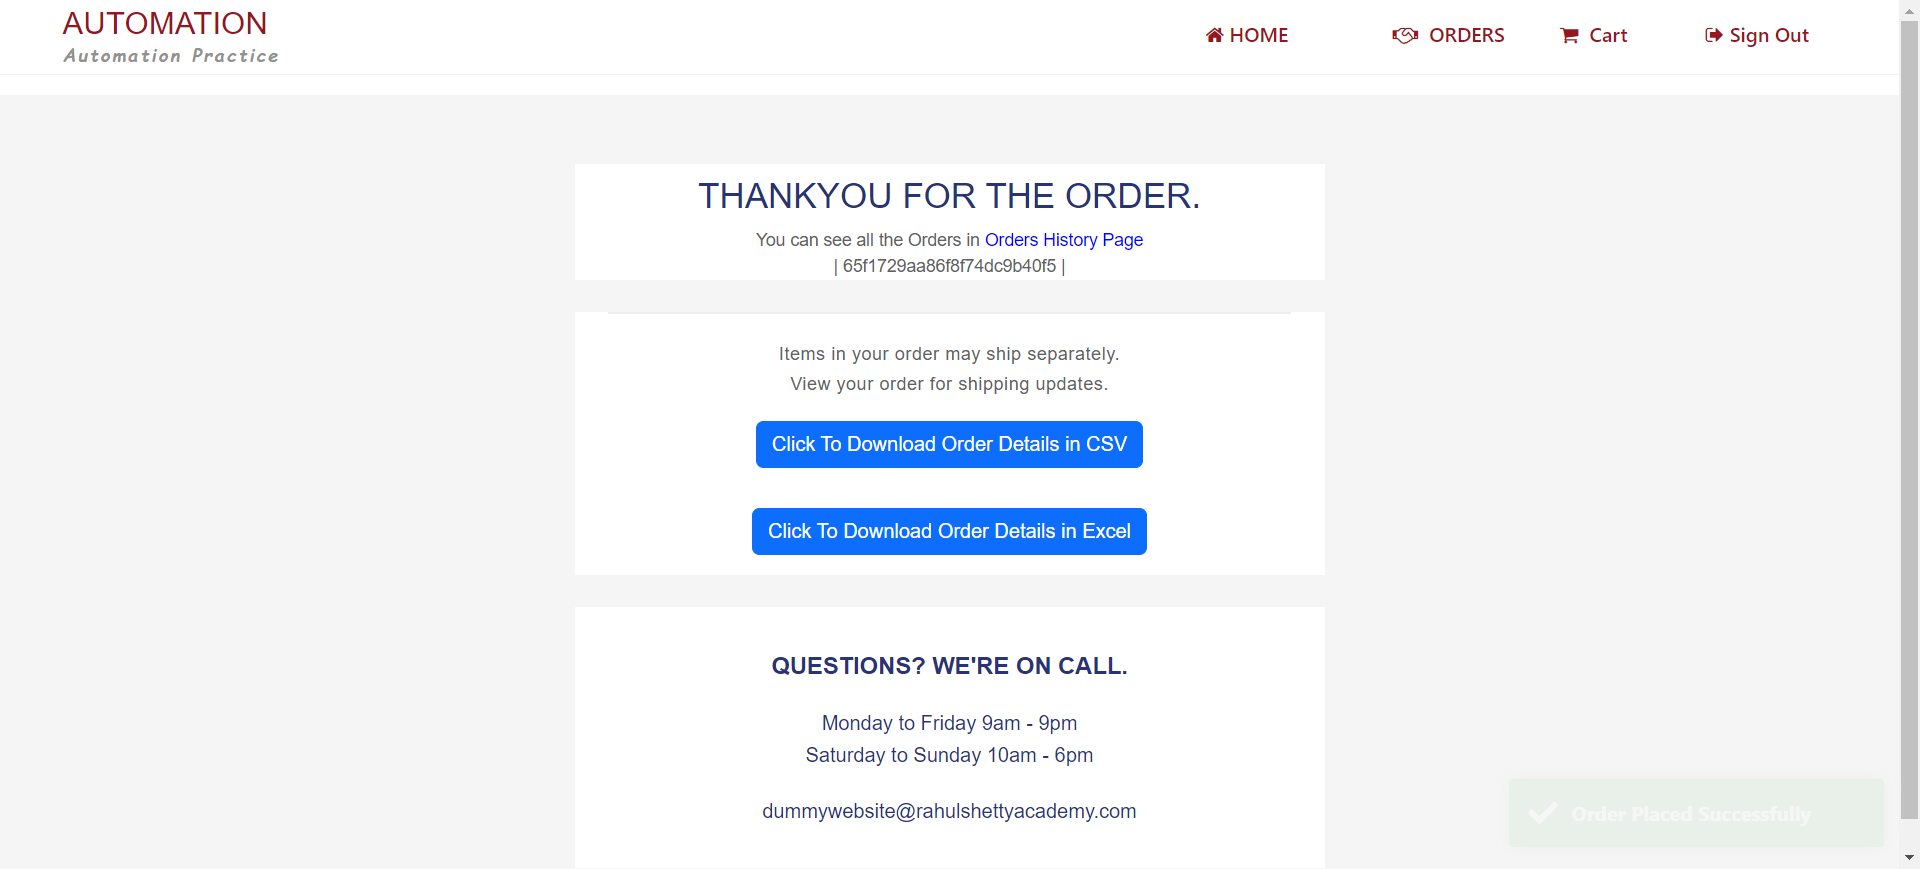 AUTOMATION
Automation Practice
HOME
ORDERS
Cart
Sign Out
THANKYOU FOR THE ORDER.
You can see all the Orders in Orders History Page
| 65f1729aa86f8f74dc9b40f5 |
Items in your order may ship separately.
View your order for shipping updates.
Click To Download Order Details in CSV
Click To Download Order Details in Excel
QUESTIONS? WE'RE ON CALL.
Monday to Friday 9am - 9pm
Saturday to Sunday 10am - 6pm
dummywebsite@rahulshettyacademy.com
Order Placed Successfully